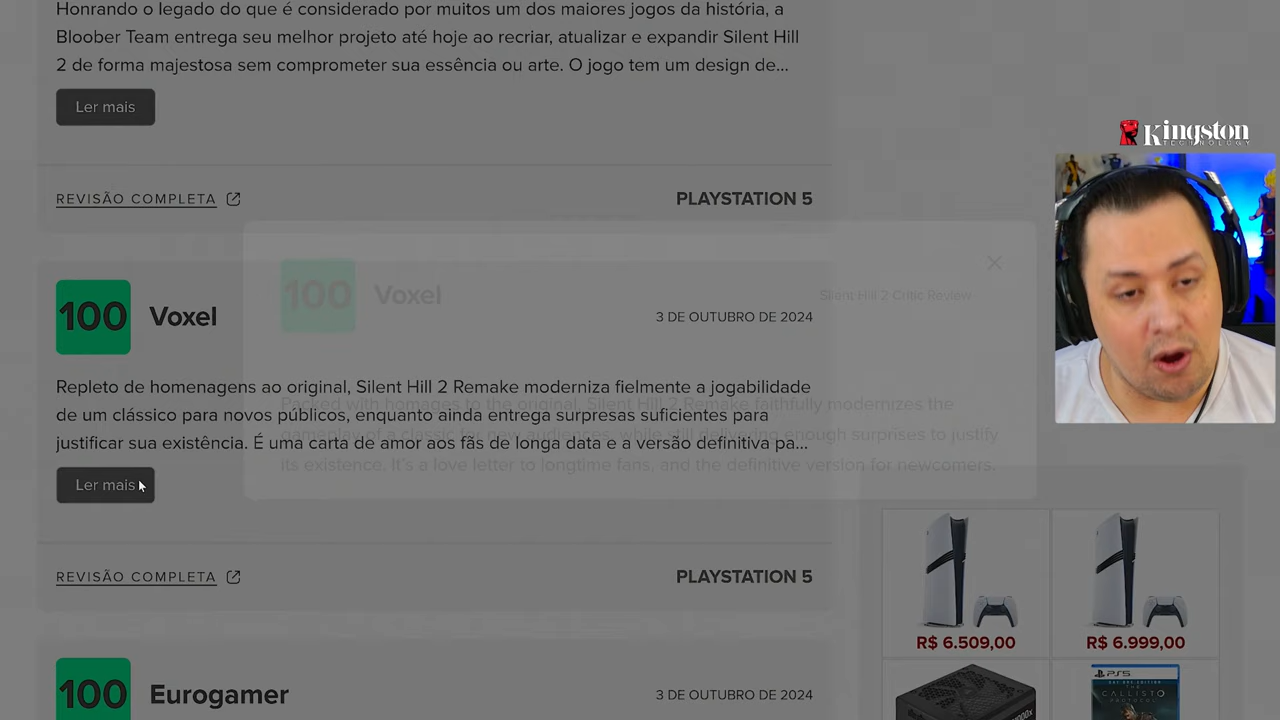 Honrando o legado do que é considerado por muitos um dos maiores jogos da história, a
Bloober Team entrega seu melhor projeto até hoje ao recriar, atualizar e expandir Silent Hill
2 de forma majestosa sem comprometer sua essência ou arte. O jogo tem um design de...
Ler mais
REVISÃO COMPLETA
PLAYSTATION 5
Kingston
TECHNOLOGY
100 Voxel
3 DE OUTUBRO DE 2024
Repleto de homenagens ao original, Silent Hill 2 Remake moderniza fielmente a jogabilidade
de um clássico para novos públicos, enquanto ainda entrega surpresas suficientes para
justificar sua existência. É uma carta de amor aos fãs de longa data e a versão definitiva pa...
Ler mais
REVISÃO COMPLETA
PLAYSTATION 5
100 Voxel
Silent Hill 2 Critic Review
Packed with homages to the original, Silent Hill 2 Remake faithfully modernizes the
gameplay of a classic for new audiences, while still delivering enough surprises to justify
its existence. It's a love letter to longtime fans, and the definitive version for newcomers.
100 Eurogamer
3 DE OUTUBRO DE 2024
R$ 6.509,00
R$ 6.999,00
PS5
THE
CALLISTO
PROTOCOL